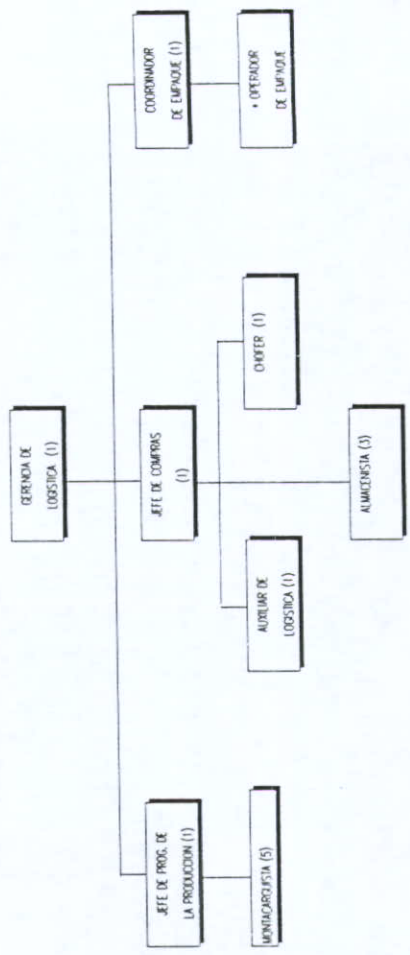 GERENCIA DE
LOGISTICA (1)
JEFE DE PROG. DE
LA PRODUCCION (1)
JEFE DE COMPRAS
(1)
COORDINADOR
DE EMPAQUE (1)
MONTACARGUISTA (5)
AUXILIAR DE
LOGISTICA (1)
CHOFER (1)
* OPERADOR
DE EMPAQUE
ALMACENISTA (3)